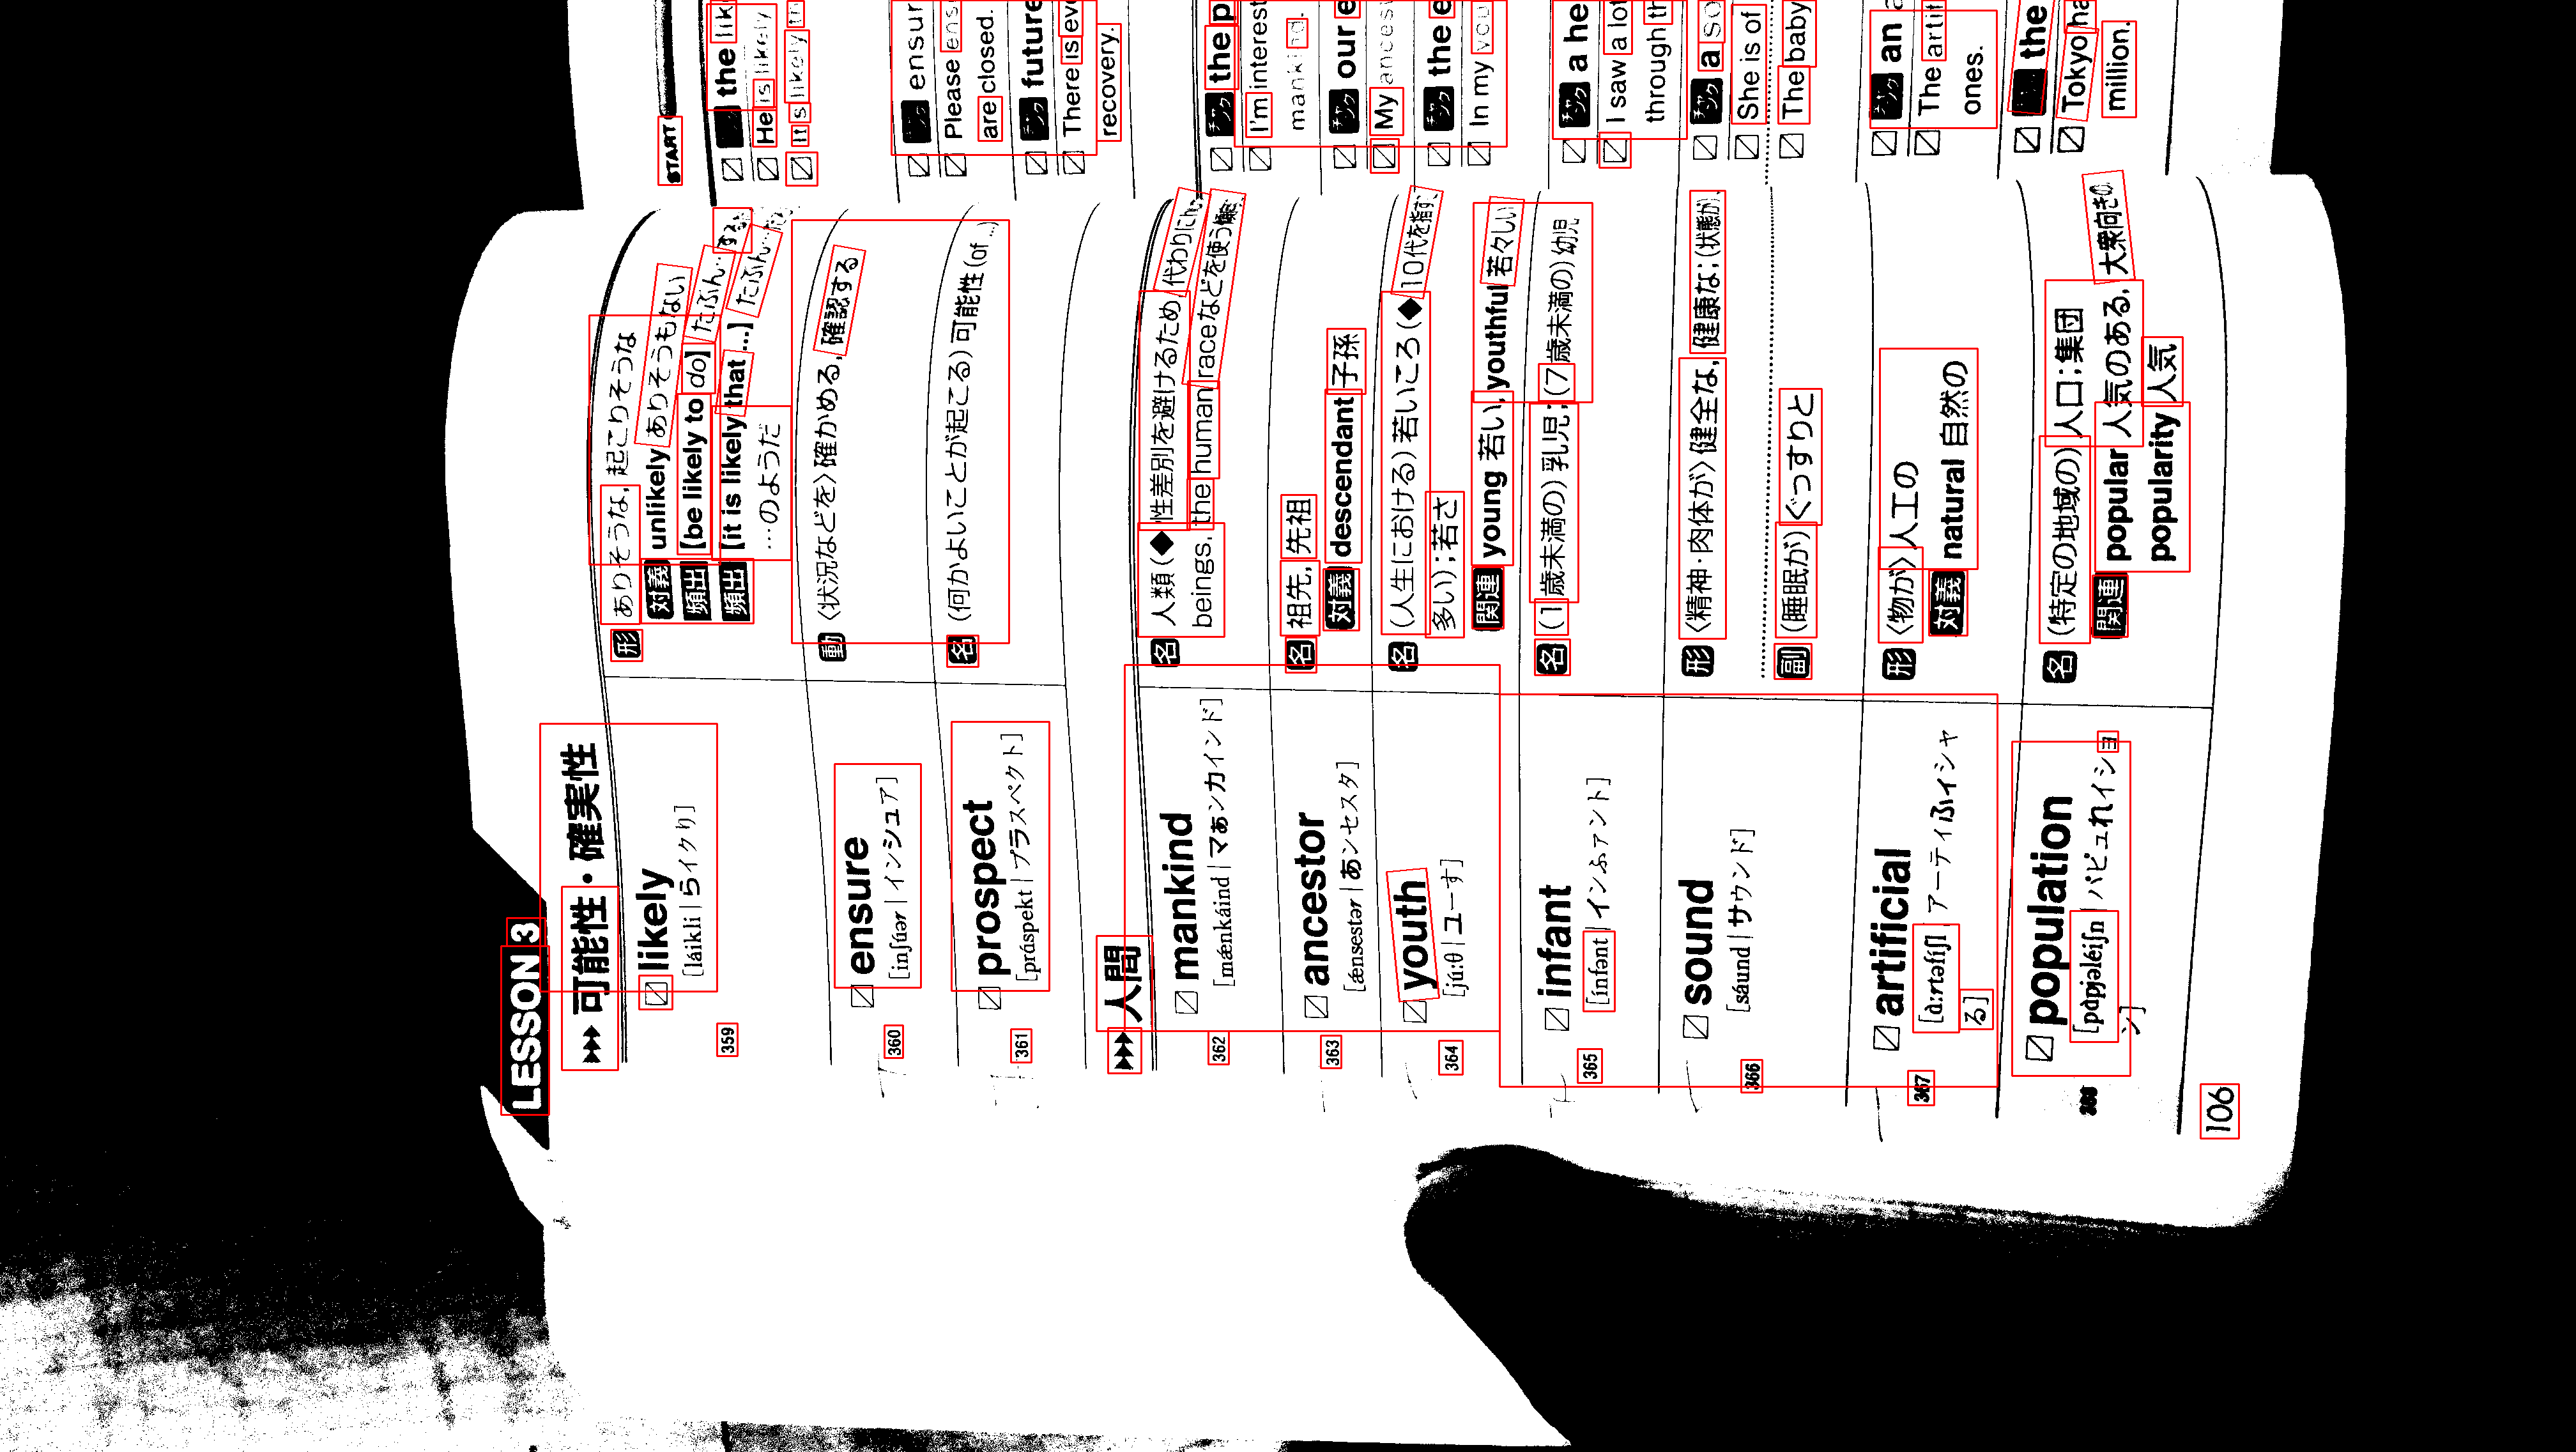 LESSON 3
▶▶▶ 可能性・確実性
359
likely
[láikli | らイクり]
形 ありそうな, 起こりそうな
対義 unlikely ありそうもない
頻出 [be likely to do] たぶん…する
頻出 [it is likely that ...] たぶん…
…のようだ
360
ensure
[inʃúər | インシュア]
動 〈状況などを〉確かめる, 確認する
361
prospect
[práspekt | プラスペクト]
名 (何かよいことが起こる) 可能性 (of ...)
▶▶▶ 人間
362
mankind
[mænkáind | マぁンカインド]
名 人類 (◆性差別を避けるため, 代わりに
beings, the human raceなどを使う
363
ancestor
[ǽnsestər | あンセスタ]
名 祖先, 先祖
対義 descendant 子孫
364
youth
[júːθ | ユーす]
名 (人生における) 若いころ (◆10代を指す
多い); 若さ
関連 young 若い, youthful 若々しい
365
infant
[ínfənt | インふァント]
名 (1歳未満の) 乳児; (7歳未満の) 幼児
366
sound
[sáund | サウンド]
形 〈精神・肉体が〉健全な, 健康な; (状態が)
副 (睡眠が) ぐっすりと
367
artificial
[ɑ̀ːrtəfíʃl | アーティふィシャ
る]
形 〈物が〉人工の
対義 natural 自然の
population
[pɑ̀pjəléiʃn | パピュれイショ
ン]
名 (特定の地域の) 人口; 集団
関連 popular 人気のある, 大衆向きの
popularity 人気
106
START
the lik
He is likely
It is likely th
ensur
Please ens
are closed.
future
There is eve
recovery.
the p
I'm interest
mankind.
our e
My ances
the e
In my you
a he
I saw a lot
through th
a so
She is of
The baby
an a
The artif
ones.
the
Tokyo ha
million.